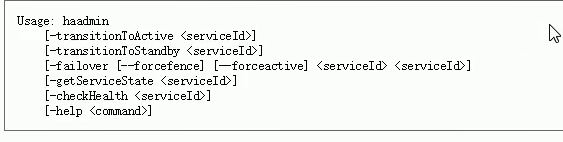 Usage: haadmin
[-transitionToActive <serviceId>]
[-transitionToStandby <serviceId>]
[-failover [--forcefence] [--forceactive] <serviceId> <serviceId>]
[-getServiceState <serviceId>]
[-checkHealth <serviceId>]
[-help <command>]